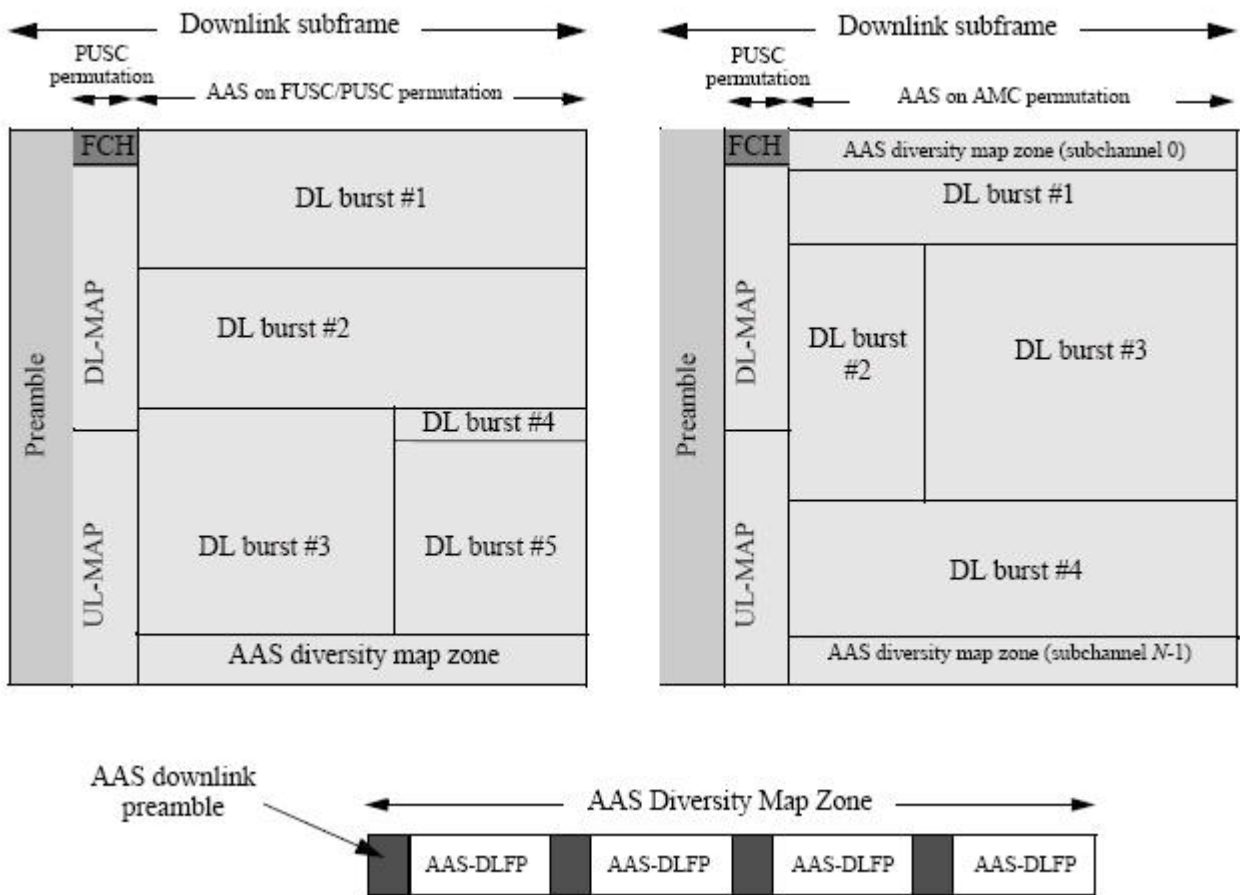 Downlink subframe
PUSC
permutation
AAS on FUSC/PUSC permutation
Preamble
FCH
DL-MAP
UL-MAP
DL burst #1
DL burst #2
DL burst #3
DL burst #4
DL burst #5
AAS diversity map zone
Downlink subframe
PUSC
permutation
AAS on AMC permutation
Preamble
FCH
DL-MAP
UL-MAP
AAS diversity map zone (subchannel 0)
DL burst #1
DL burst
#2
DL burst #3
DL burst #4
AAS diversity map zone (subchannel N-1)
AAS downlink
preamble
AAS Diversity Map Zone
AAS-DLFP
AAS-DLFP
AAS-DLFP
AAS-DLFP